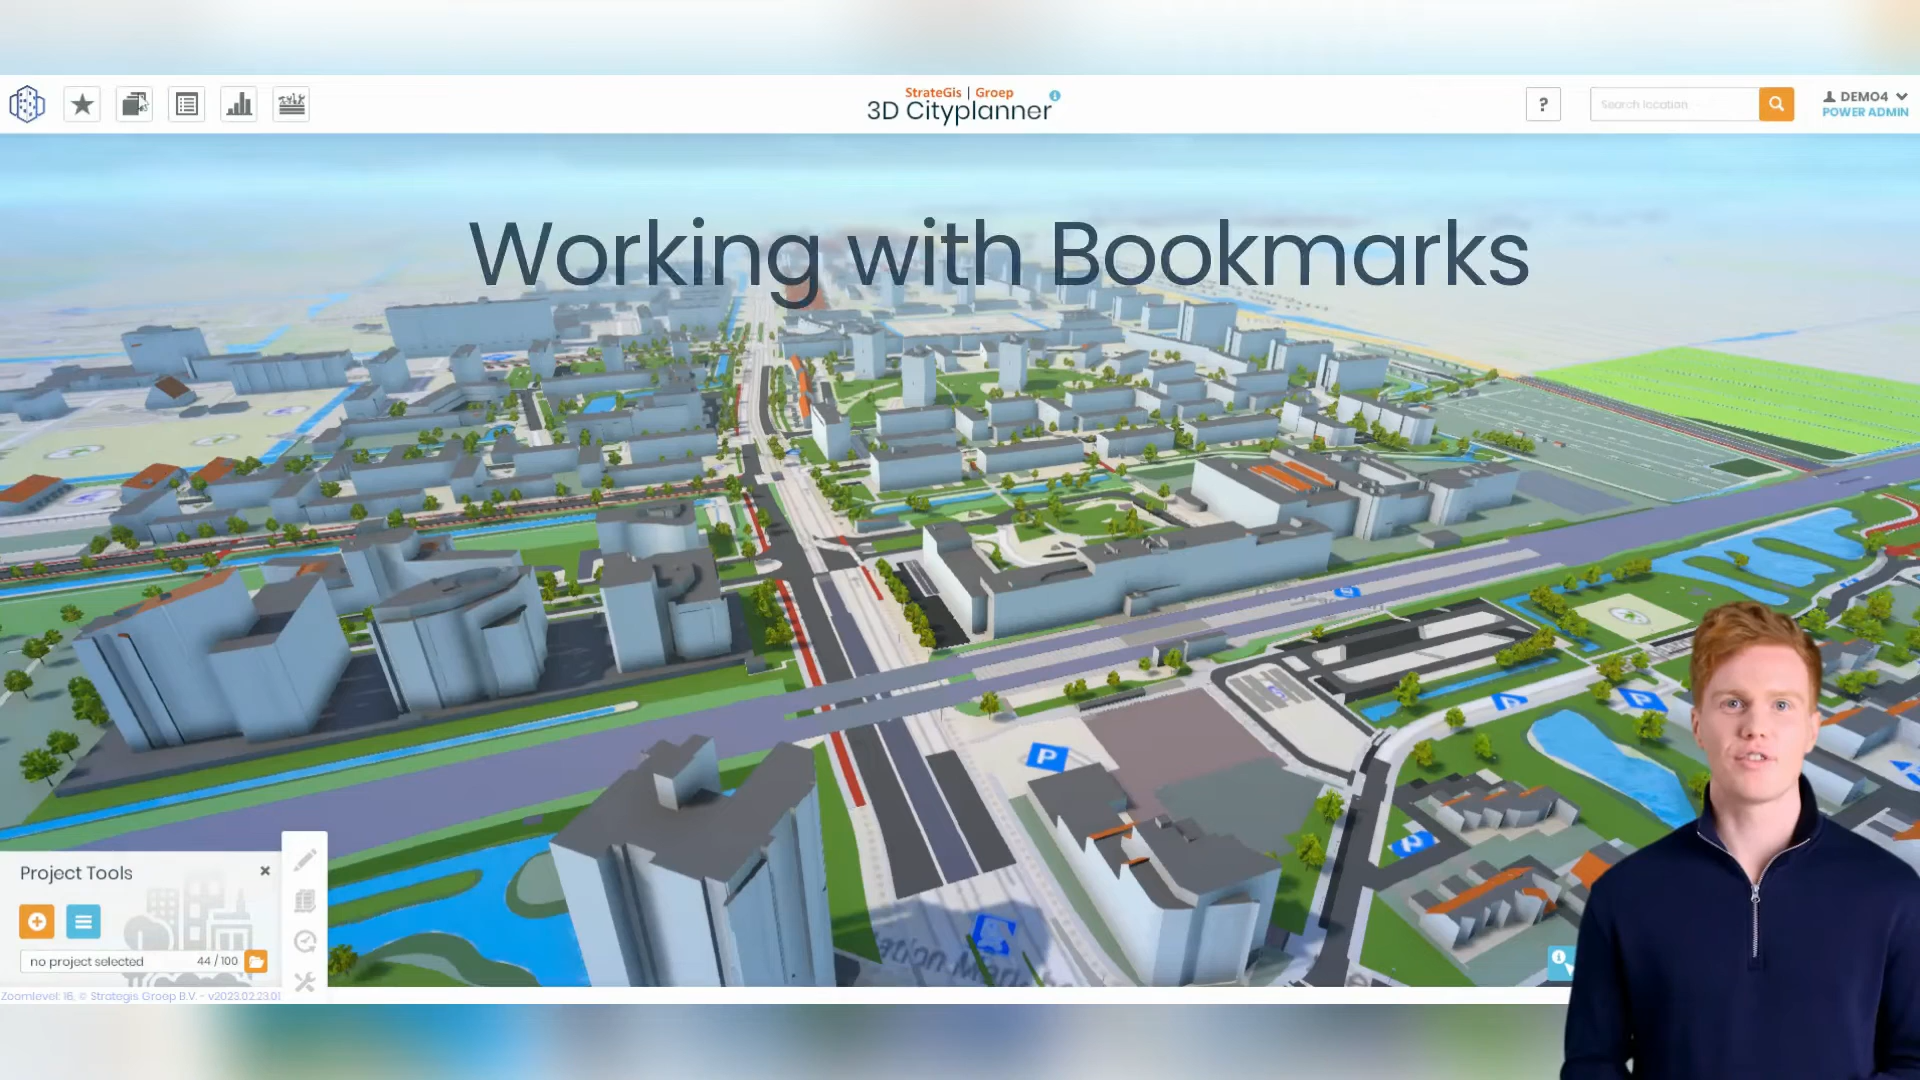 StrateGis | Groep
3D Cityplanner
?
Search location
DEMO4
POWER ADMIN
Working with Bookmarks
P
P
Project Tools
no project selected
44 / 100
Zoomlevel: 16, © Strategis Groep B.V. - v2023.02.23.01